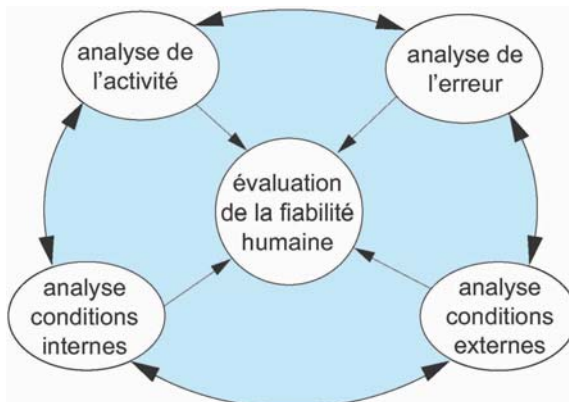 analyse de
l'activité
analyse de
l'erreur
évaluation
de la fiabilité
humaine
analyse
conditions
internes
analyse
conditions
externes